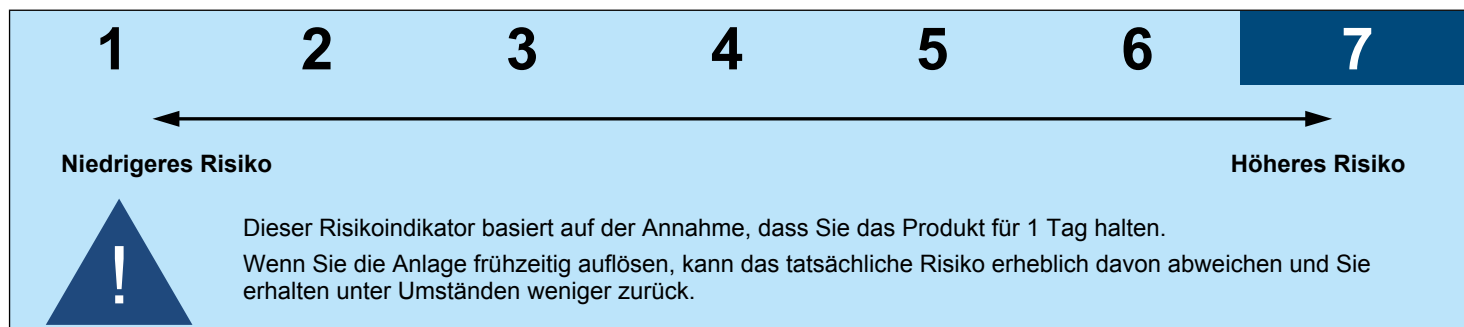 1 2 3 4 5 6 7
Niedrigeres Risiko Höheres Risiko
!
Dieser Risikoindikator basiert auf der Annahme, dass Sie das Produkt für 1 Tag halten.
Wenn Sie die Anlage frühzeitig auflösen, kann das tatsächliche Risiko erheblich davon abweichen und Sie
erhalten unter Umständen weniger zurück.